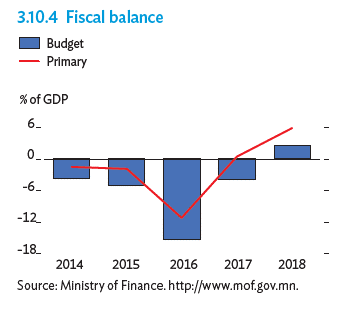 3.10.4 Fiscal balance
Budget
Primary
% of GDP
6
0
-6
-12
-18
2014 2015 2016 2017 2018
Source: Ministry of Finance. http://www.mof.gov.mn.